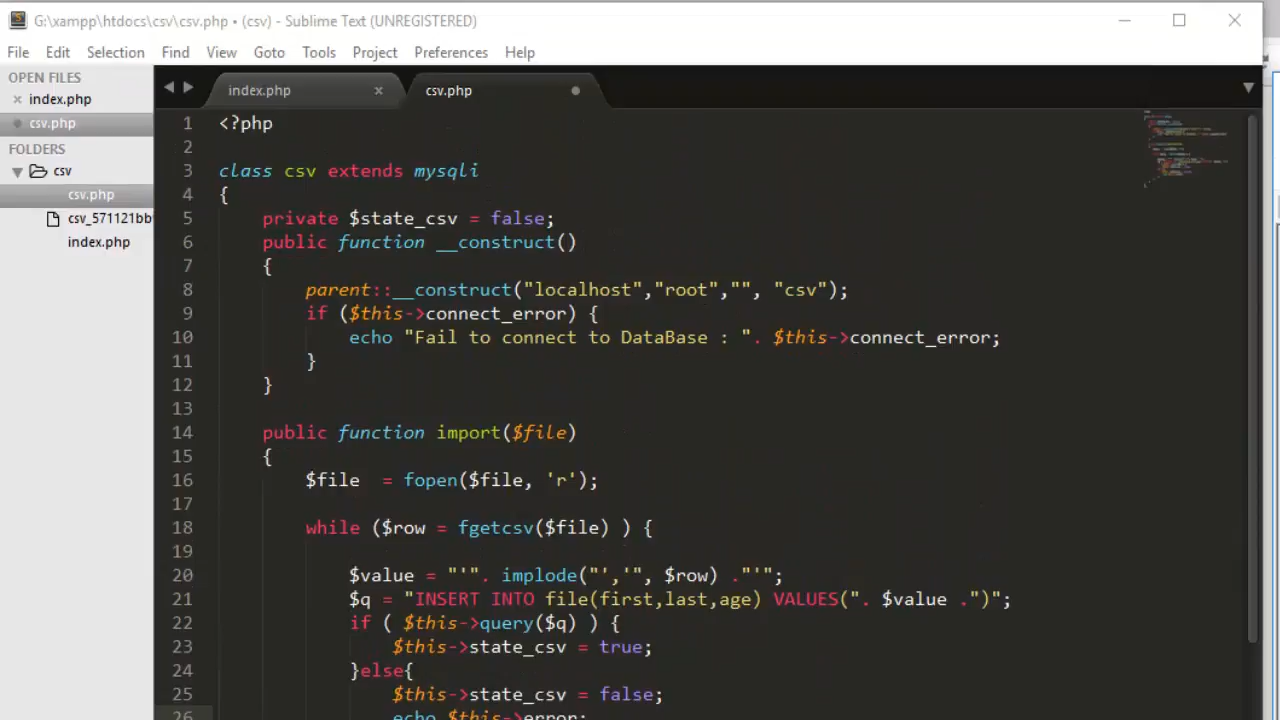 G:\xampp\htdocs\csv\csv.php • (csv) - Sublime Text (UNREGISTERED)
File Edit Selection Find View Goto Tools Project Preferences Help
OPEN FILES
index.php
csv.php
FOLDERS
csv
csv.php
csv_571121bb
index.php
index.php
csv.php
1 <?php
2
3 class csv extends mysqli
4 {
5 private $state_csv = false;
6 public function __construct()
7 {
8 parent::__construct("localhost","root","", "csv");
9 if ($this->connect_error) {
10 echo "Fail to connect to DataBase : ". $this->connect_error;
11 }
12 }
13
14 public function import($file)
15 {
16 $file  = fopen($file, 'r');
17
18 while ($row = fgetcsv($file) ) {
19
20 $value = "'". implode("','", $row) ."'";
21 $q = "INSERT INTO file(first,last,age) VALUES(". $value .")";
22 if ( $this->query($q) ) {
23 $this->state_csv = true;
24 }else{
25 $this->state_csv = false;
26 echo $this->error;